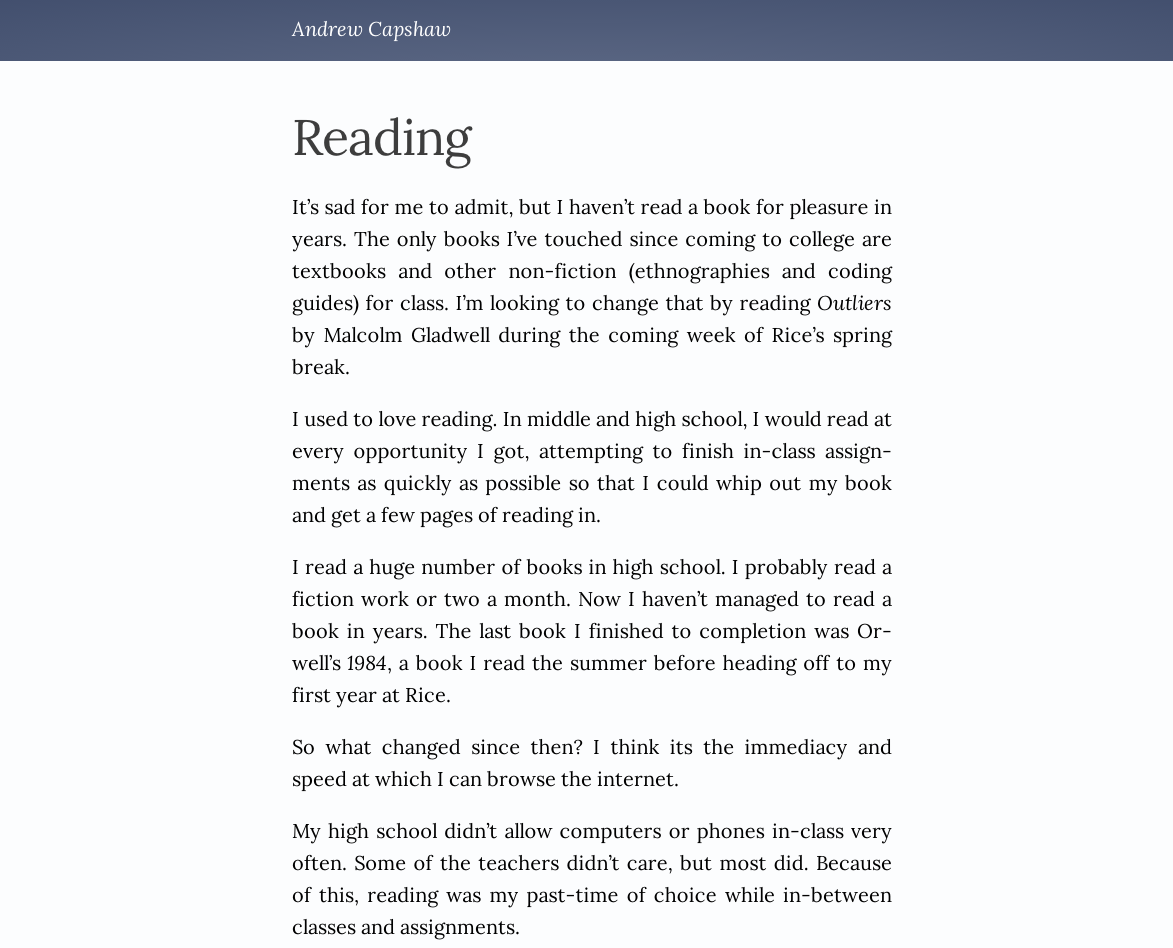 Andrew Capshaw
Reading
It’s sad for me to admit, but I haven’t read a book for pleasure in
years. The only books I’ve touched since coming to college are
textbooks and other non-fiction (ethnographies and coding
guides) for class. I’m looking to change that by reading Outliers
by Malcolm Gladwell during the coming week of Rice’s spring
break.
I used to love reading. In middle and high school, I would read at
every opportunity I got, attempting to finish in-class assign-
ments as quickly as possible so that I could whip out my book
and get a few pages of reading in.
I read a huge number of books in high school. I probably read a
fiction work or two a month. Now I haven’t managed to read a
book in years. The last book I finished to completion was Or-
well’s 1984, a book I read the summer before heading off to my
first year at Rice.
So what changed since then? I think its the immediacy and
speed at which I can browse the internet.
My high school didn’t allow computers or phones in-class very
often. Some of the teachers didn’t care, but most did. Because
of this, reading was my past-time of choice while in-between
classes and assignments.